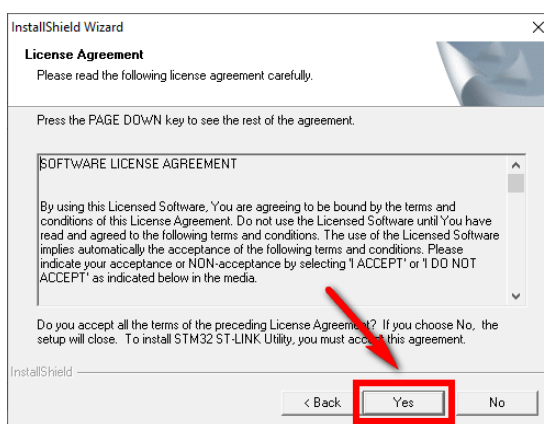 InstallShield Wizard
License Agreement
Please read the following license agreement carefully.
Press the PAGE DOWN key to see the rest of the agreement.
SOFTWARE LICENSE AGREEMENT
By using this Licensed Software, You are agreeing to be bound by the terms and
conditions of this License Agreement. Do not use the Licensed Software until You have
read and agreed to the following terms and conditions. The use of the Licensed Software
implies automatically the acceptance of the following terms and conditions. Please
indicate your acceptance or NON-acceptance by selecting 'I ACCEPT' or 'I DO NOT
ACCEPT' as indicated below in the media.
Do you accept all the terms of the preceding License Agreement? If you choose No, the
setup will close. To install STM32 ST-LINK Utility, you must accept this agreement.
InstallShield
< Back Yes No